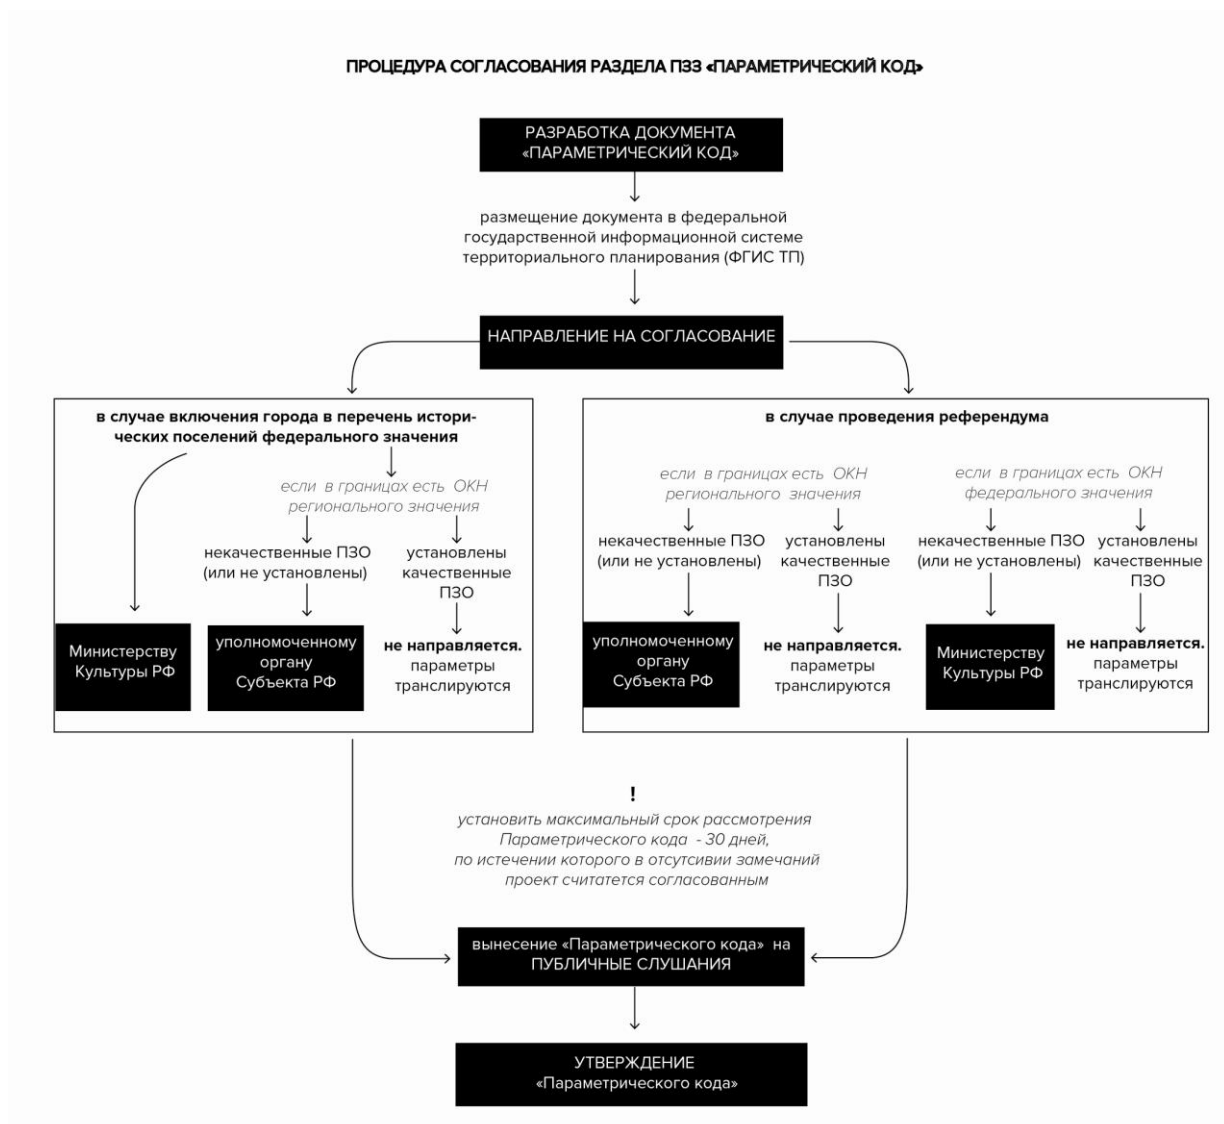 ПРОЦЕДУРА СОГЛАСОВАНИЯ РАЗДЕЛА ПЗЗ «ПАРАМЕТРИЧЕСКИЙ КОД»
РАЗРАБОТКА ДОКУМЕНТА
«ПАРАМЕТРИЧЕСКИЙ КОД»
размещение документа в федеральной
государственной информационной системе
территориального планирования (ФГИС ТП)
НАПРАВЛЕНИЕ НА СОГЛАСОВАНИЕ
в случае включения города в перечень истори-
ческих поселений федерального значения
если в границах есть ОКН
регионального значения
некачественные ПЗО
(или не установлены)
установлены
качественные
ПЗО
Министерству
Культуры РФ
уполномоченному
органу
Субъекта РФ
не направляется.
параметры
транслируются
в случае проведения референдума
если в границах есть ОКН
регионального значения
если в границах есть ОКН
федерального значения
некачественные ПЗО
(или не установлены)
установлены
качественные
ПЗО
некачественные ПЗО
(или не установлены)
установлены
качественные
ПЗО
уполномоченному
органу
Субъекта РФ
не направляется.
параметры
транслируются
Министерству
Культуры РФ
не направляется.
параметры
транслируются
!
установить максимальный срок рассмотрения
Параметрического кода - 30 дней,
по истечении которого в отсутсивии замечаний
проект считатется согласованным
вынесение «Параметрического кода» на
ПУБЛИЧНЫЕ СЛУШАНИЯ
УТВЕРЖДЕНИЕ
«Параметрического кода»